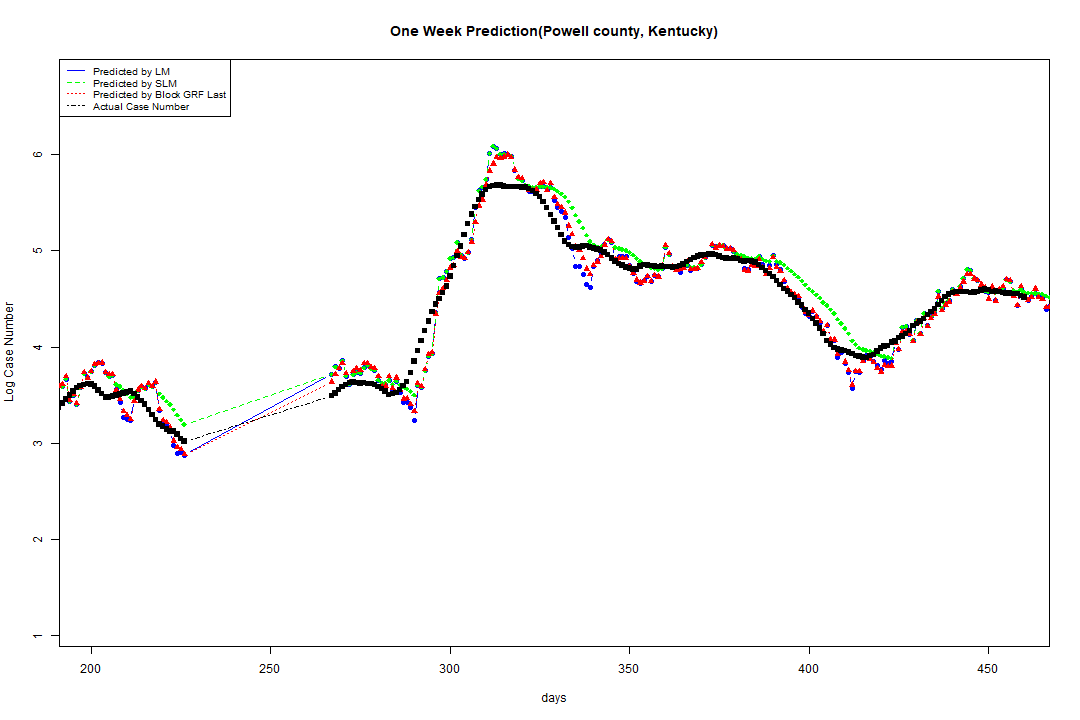 One Week Prediction(Powell county, Kentucky)
Predicted by LM
Predicted by SLM
Predicted by Block GRF Last
Actual Case Number
6
5
4
3
2
1
Log Case Number
200 250 300 350 400 450
days